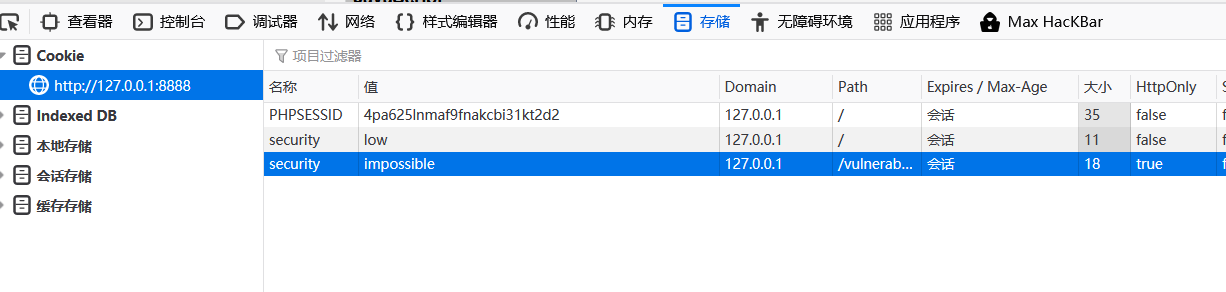 查看器 控制台 调试器 网络 样式编辑器 性能 内存 存储 无障碍环境 应用程序 Max HacKBar
Cookie
项目过滤器
http://127.0.0.1:8888
名称 值 Domain Path Expires / Max-Age 大小 HttpOnly
Indexed DB
PHPSESSID 4pa625lnmaf9fnakcbi31kt2d2 127.0.0.1 / 会话 35 false
本地存储
security low 127.0.0.1 / 会话 11 false
security impossible 127.0.0.1 /vulnerab... 会话 18 true
会话存储
缓存存储